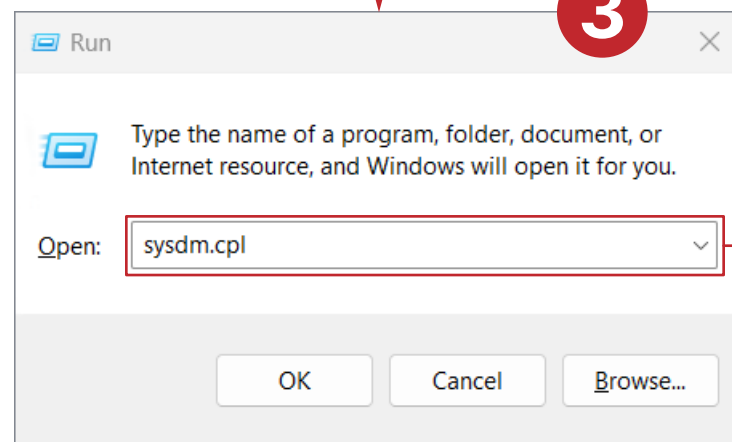 3
Run
Type the name of a program, folder, document, or
Internet resource, and Windows will open it for you.
Open: sysdm.cpl
OK Cancel Browse...